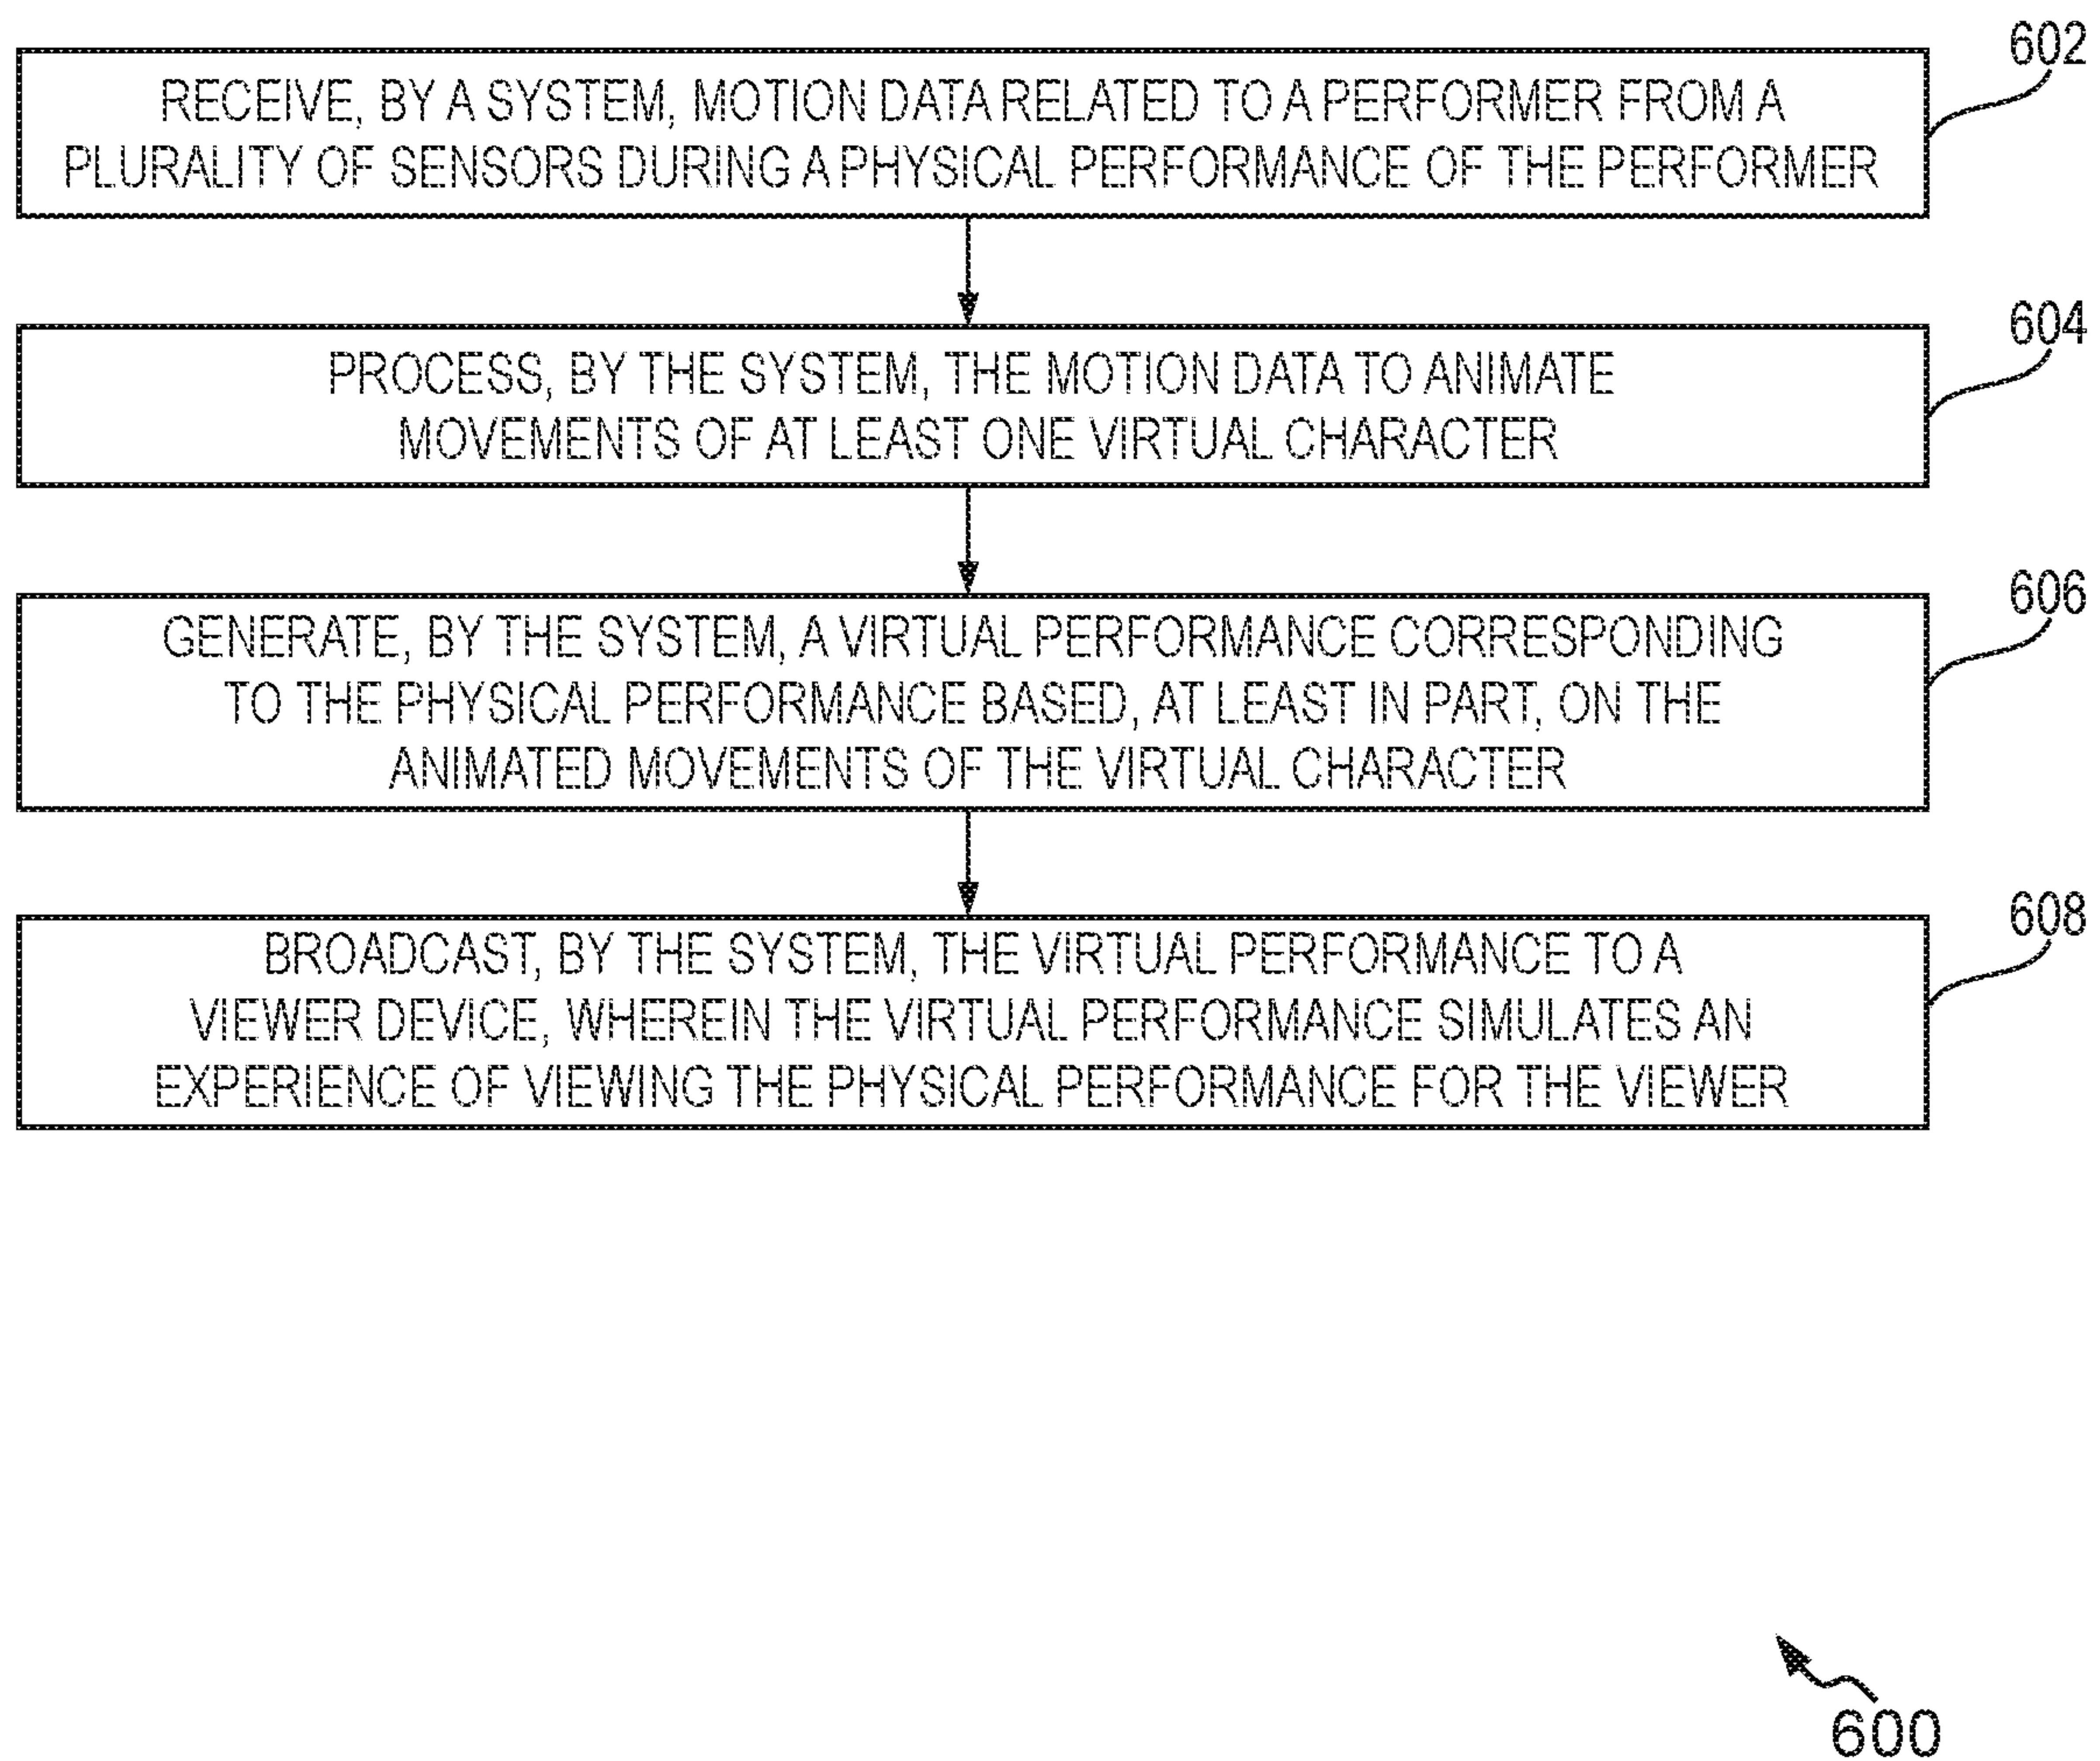 602
RECEIVE, BY A SYSTEM, MOTION DATA RELATED TO A PERFORMER FROM A
PLURALITY OF SENSORS DURING A PHYSICAL PERFORMANCE OF THE PERFORMER
604
PROCESS, BY THE SYSTEM, THE MOTION DATA TO ANIMATE
MOVEMENTS OF AT LEAST ONE VIRTUAL CHARACTER
606
GENERATE, BY THE SYSTEM, A VIRTUAL PERFORMANCE CORRESPONDING
TO THE PHYSICAL PERFORMANCE BASED, AT LEAST IN PART, ON THE
ANIMATED MOVEMENTS OF THE VIRTUAL CHARACTER
608
BROADCAST, BY THE SYSTEM, THE VIRTUAL PERFORMANCE TO A
VIEWER DEVICE, WHEREIN THE VIRTUAL PERFORMANCE SIMULATES AN
EXPERIENCE OF VIEWING THE PHYSICAL PERFORMANCE FOR THE VIEWER
600